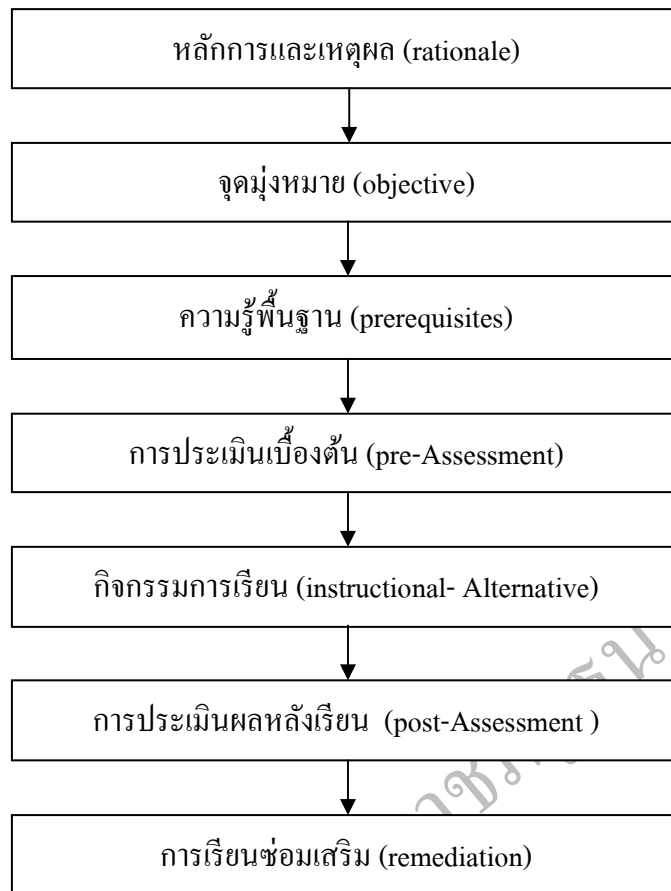 หลักการและเหตุผล (rationale)
จุดมุ่งหมาย (objective)
ความรู้พื้นฐาน (prerequisites)
การประเมินเบื้องต้น (pre-Assessment)
กิจกรรมการเรียน (instructional- Alternative)
การประเมินผลหลังเรียน (post-Assessment )
การเรียนซ่อมเสริม (remediation)